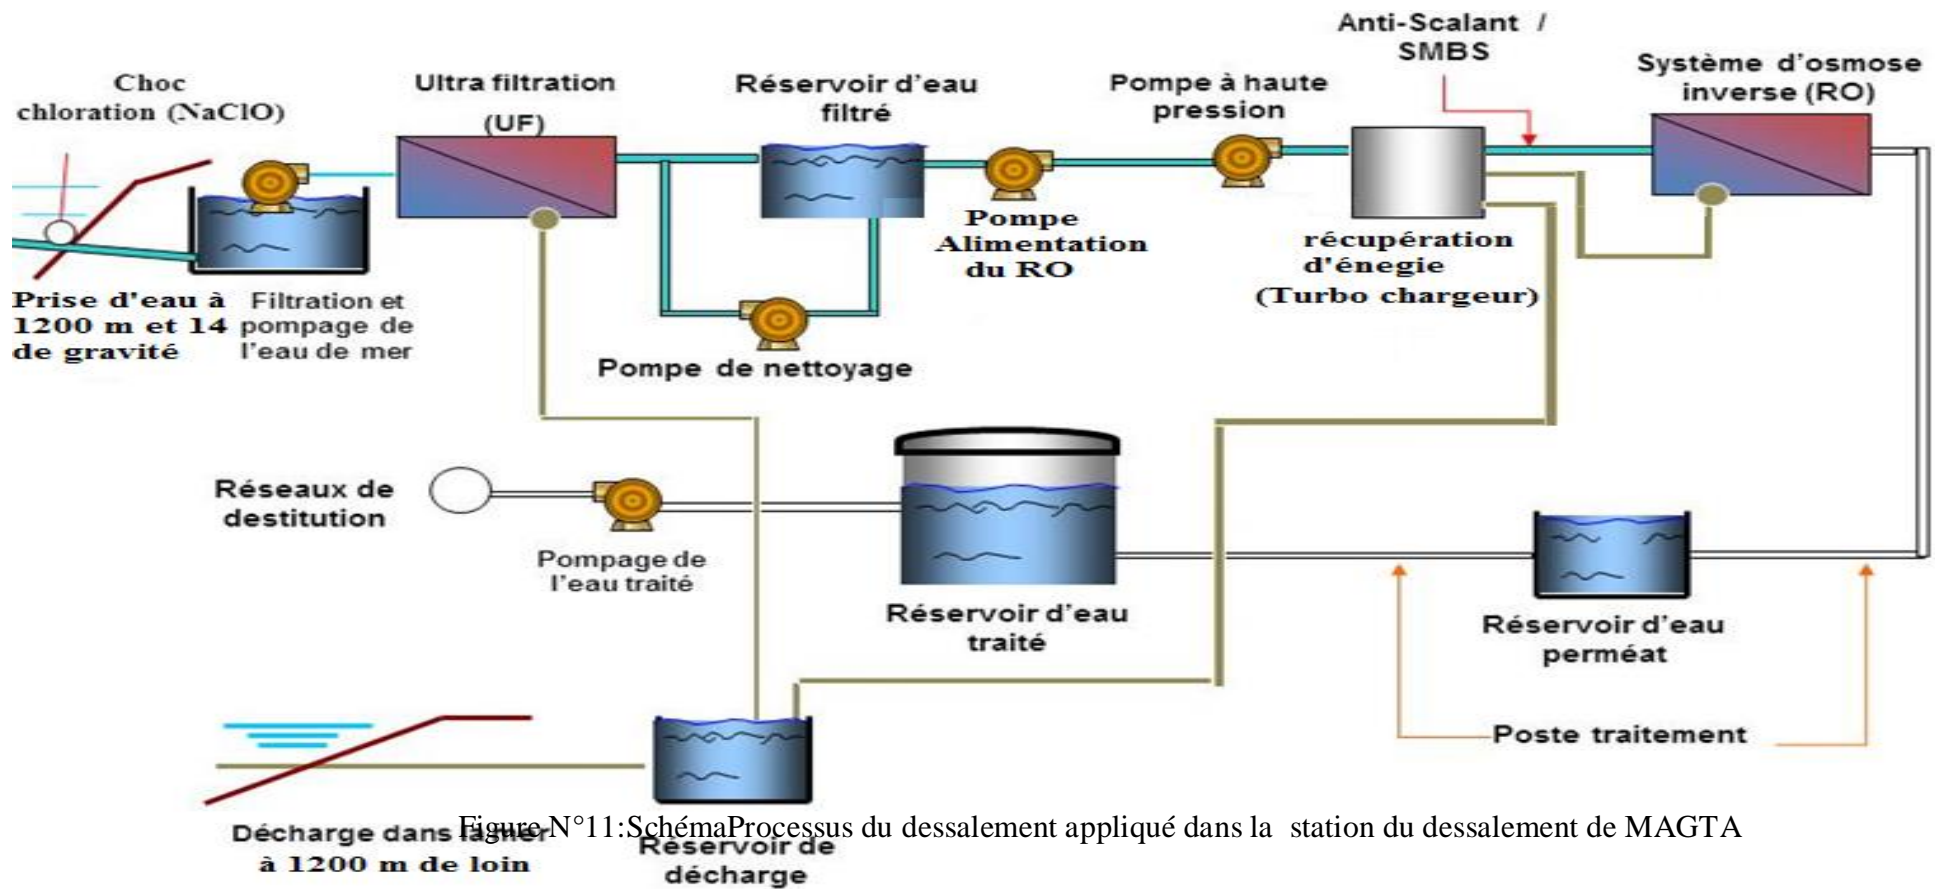 Choc
chloration (NaClO)
Ultra filtration
(UF)
Réservoir d'eau
filtré
Pompe à haute
pression
Anti-Scalant /
SMBS
Système d'osmose
inverse (RO)
Prise d'eau à
1200 m et 14
de gravité
Filtration et
pompage de
l'eau de mer
Pompe de nettoyage
Pompe
Alimentation
du RO
récupération
d'énegie
(Turbo chargeur)
Réseaux de
destitution
Pompage de
l'eau traité
Réservoir d'eau
traité
Réservoir d'eau
perméat
Poste traitement
Décharge dans la mer
à 1200 m de loin
Réservoir de
décharge
Figure N°11:SchémaProcessus du dessalement appliqué dans la station du dessalement de MAGTA